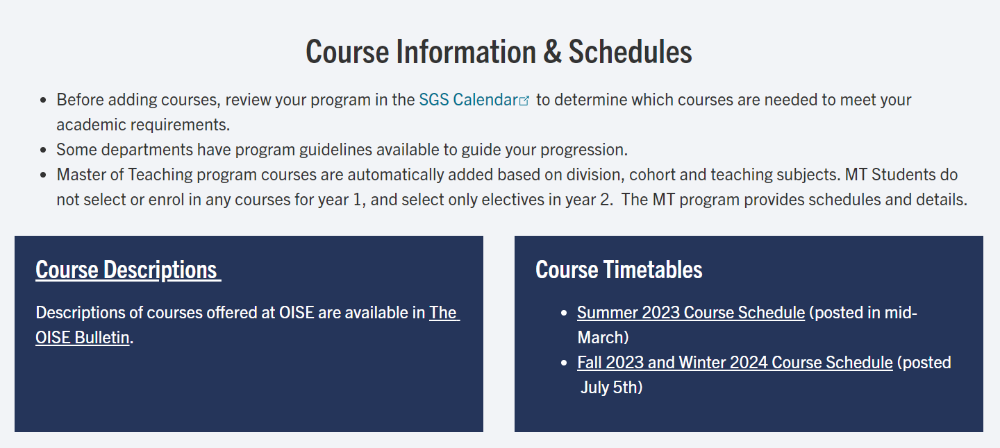 Course Information & Schedules
• Before adding courses, review your program in the SGS Calendar to determine which courses are needed to meet your
academic requirements.
• Some departments have program guidelines available to guide your progression.
• Master of Teaching program courses are automatically added based on division, cohort and teaching subjects. MT Students do
not select or enrol in any courses for year 1, and select only electives in year 2.  The MT program provides schedules and details.
Course Descriptions
Descriptions of courses offered at OISE are available in The
OISE Bulletin.
Course Timetables
• Summer 2023 Course Schedule (posted in mid-
March)
• Fall 2023 and Winter 2024 Course Schedule (posted
July 5th)